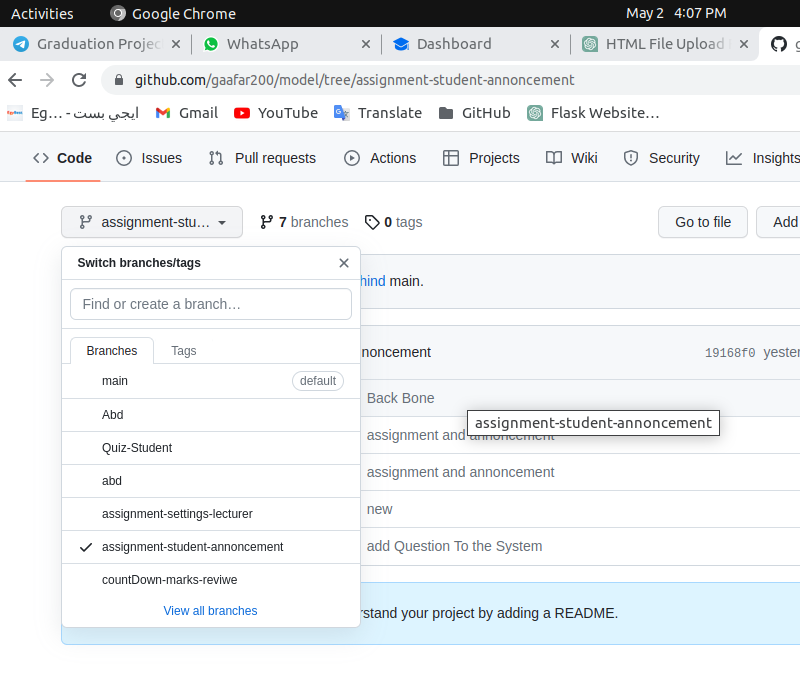 Activities Google Chrome May 2 4:07 PM
Graduation Projec WhatsApp Dashboard HTML File Upload
github.com/gaafar200/model/tree/assignment-student-annoncement
Eg… - ايجي بست Gmail YouTube Translate GitHub Flask Website…
Code Issues Pull requests Actions Projects Wiki Security Insights
assignment-stu… 7 branches 0 tags Go to file Add
Switch branches/tags
hind main.
Find or create a branch…
Branches Tags
noncement 19168f0 yester
main default
Back Bone
Abd
assignment-student-annoncement
assignment and annoncement
Quiz-Student
assignment and annoncement
abd
new
assignment-settings-lecturer
assignment-student-annoncement
add Question To the System
countDown-marks-reviwe
View all branches
rstand your project by adding a README.